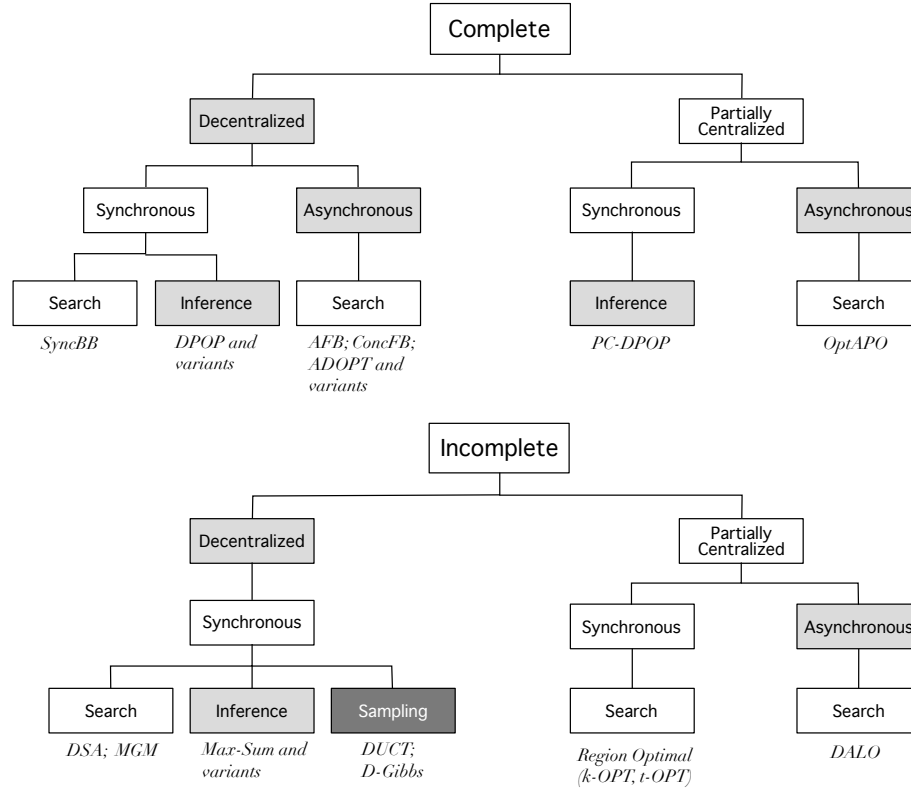 Complete
Decentralized
Partially
Centralized
Synchronous
Asynchronous
Synchronous
Asynchronous
Search
Inference
Search
Inference
Search
SyncBB
DPOP and
variants
AFB; ConcFB;
ADOPT and
variants
PC-DPOP
OptAPO
Incomplete
Decentralized
Partially
Centralized
Synchronous
Synchronous
Asynchronous
Search
Inference
Sampling
Search
Search
DSA; MGM
Max-Sum and
variants
DUCT;
D-Gibbs
Region Optimal
(k-OPT, t-OPT)
DALO